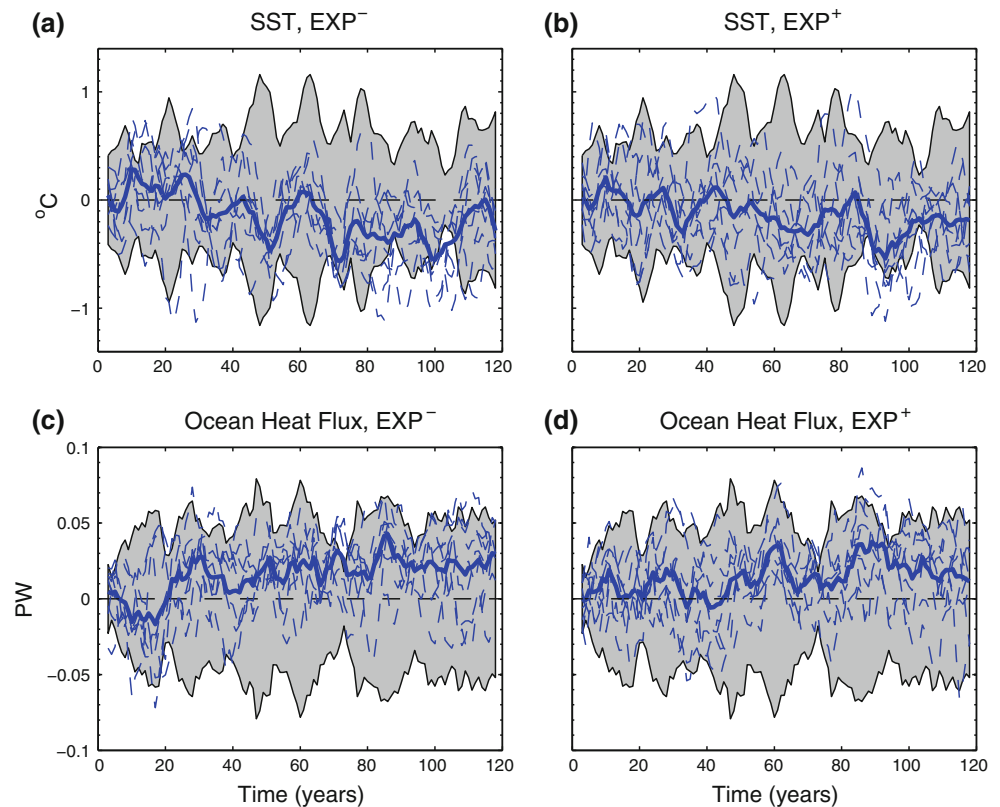 (a) SST, EXP⁻
(b) SST, EXP⁺
°C
1
0
−1
0 20 40 60 80 100 120
0 20 40 60 80 100 120
(c) Ocean Heat Flux, EXP⁻
(d) Ocean Heat Flux, EXP⁺
PW
0.1
0.05
0
−0.05
−0.1
0 20 40 60 80 100 120
0 20 40 60 80 100 120
Time (years)
Time (years)